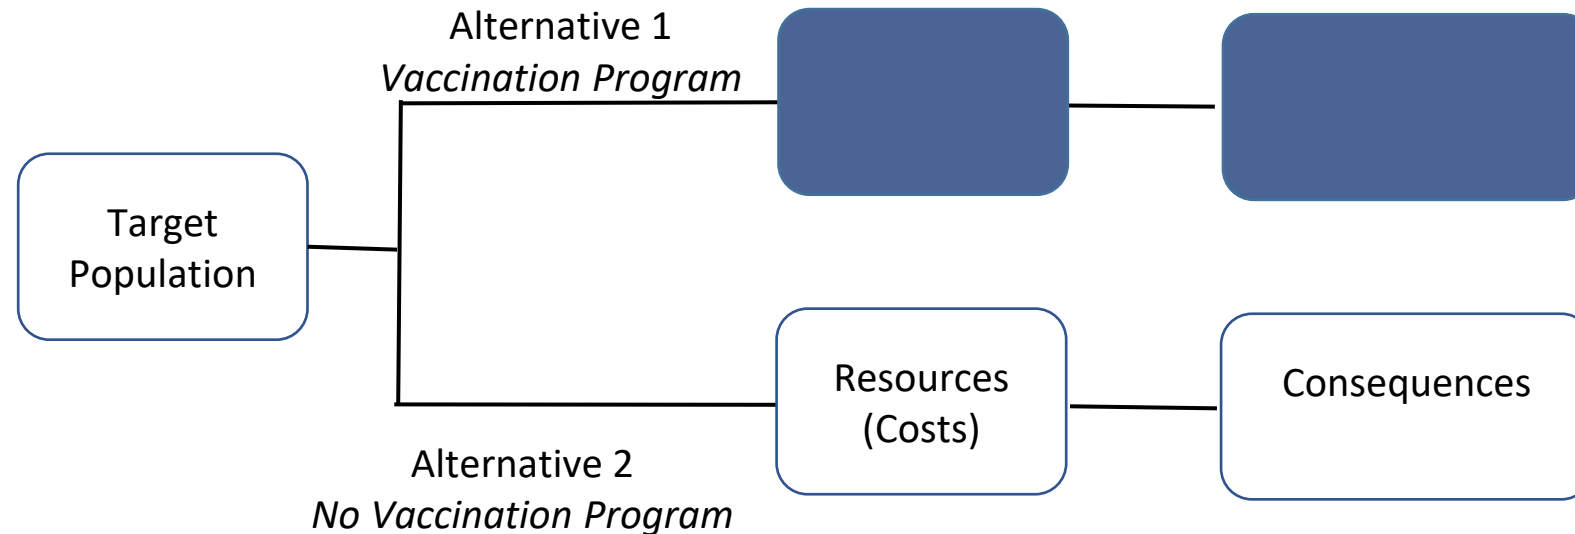 Alternative 1
Vaccination Program
Target
Population
Resources
(Costs)
Consequences
Alternative 2
No Vaccination Program